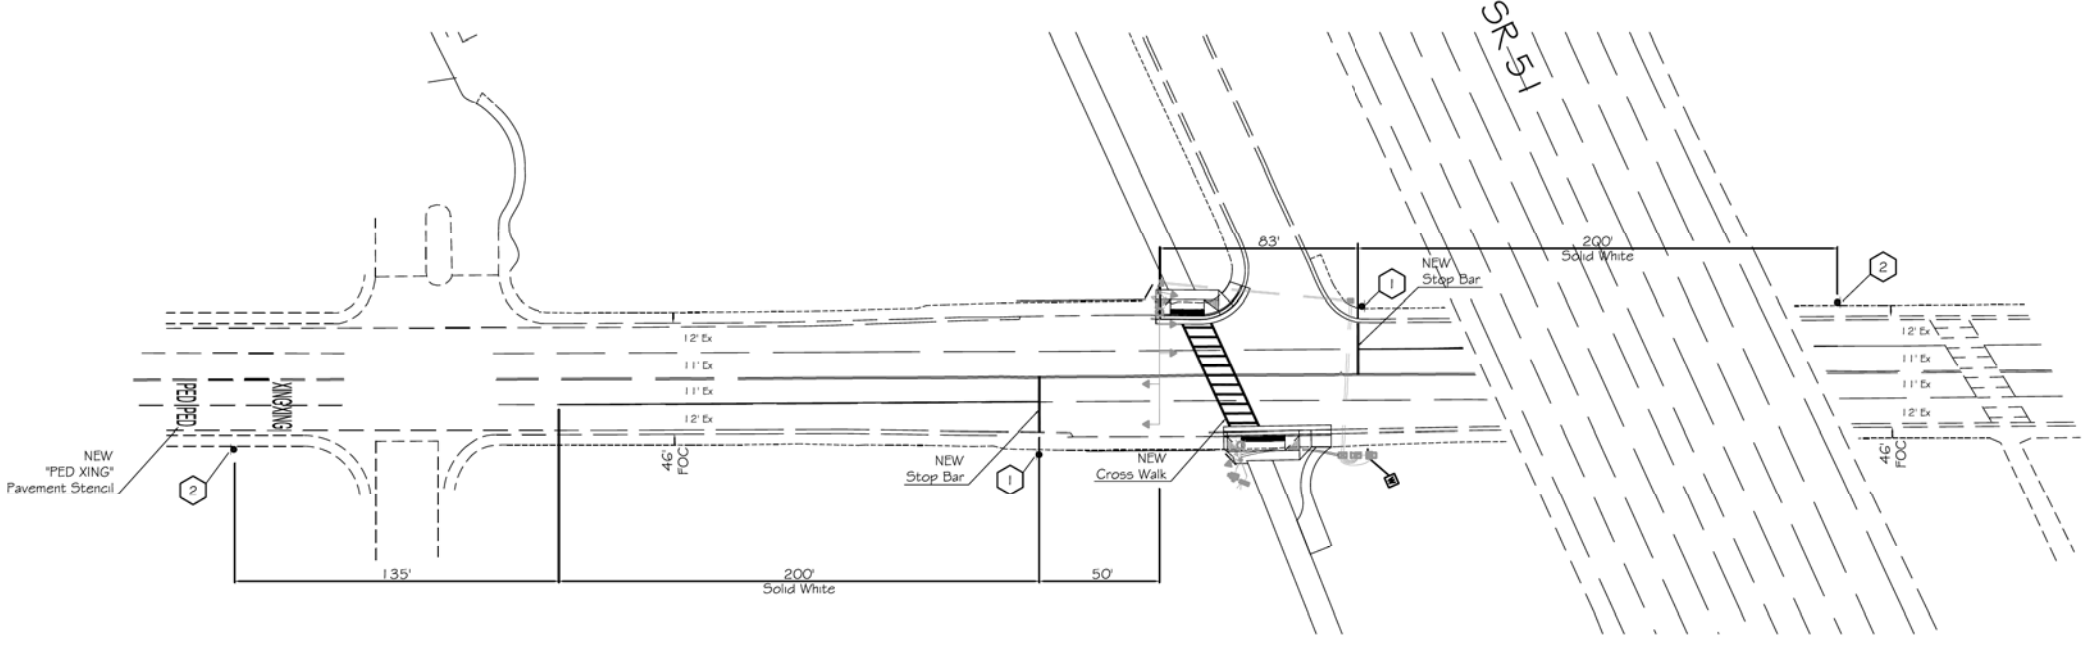 SR 51
83'
200'
Solid White
NEW
Stop Bar
1
2
12' Ex
11' Ex
11' Ex
12' Ex
12' Ex
11' Ex
11' Ex
12' Ex
PED PED
XING XING
NEW
"PED XING"
Pavement Stencil
2
46'
FOC
NEW
Stop Bar
1
NEW
Cross Walk
46'
FOC
135'
200'
Solid White
50'